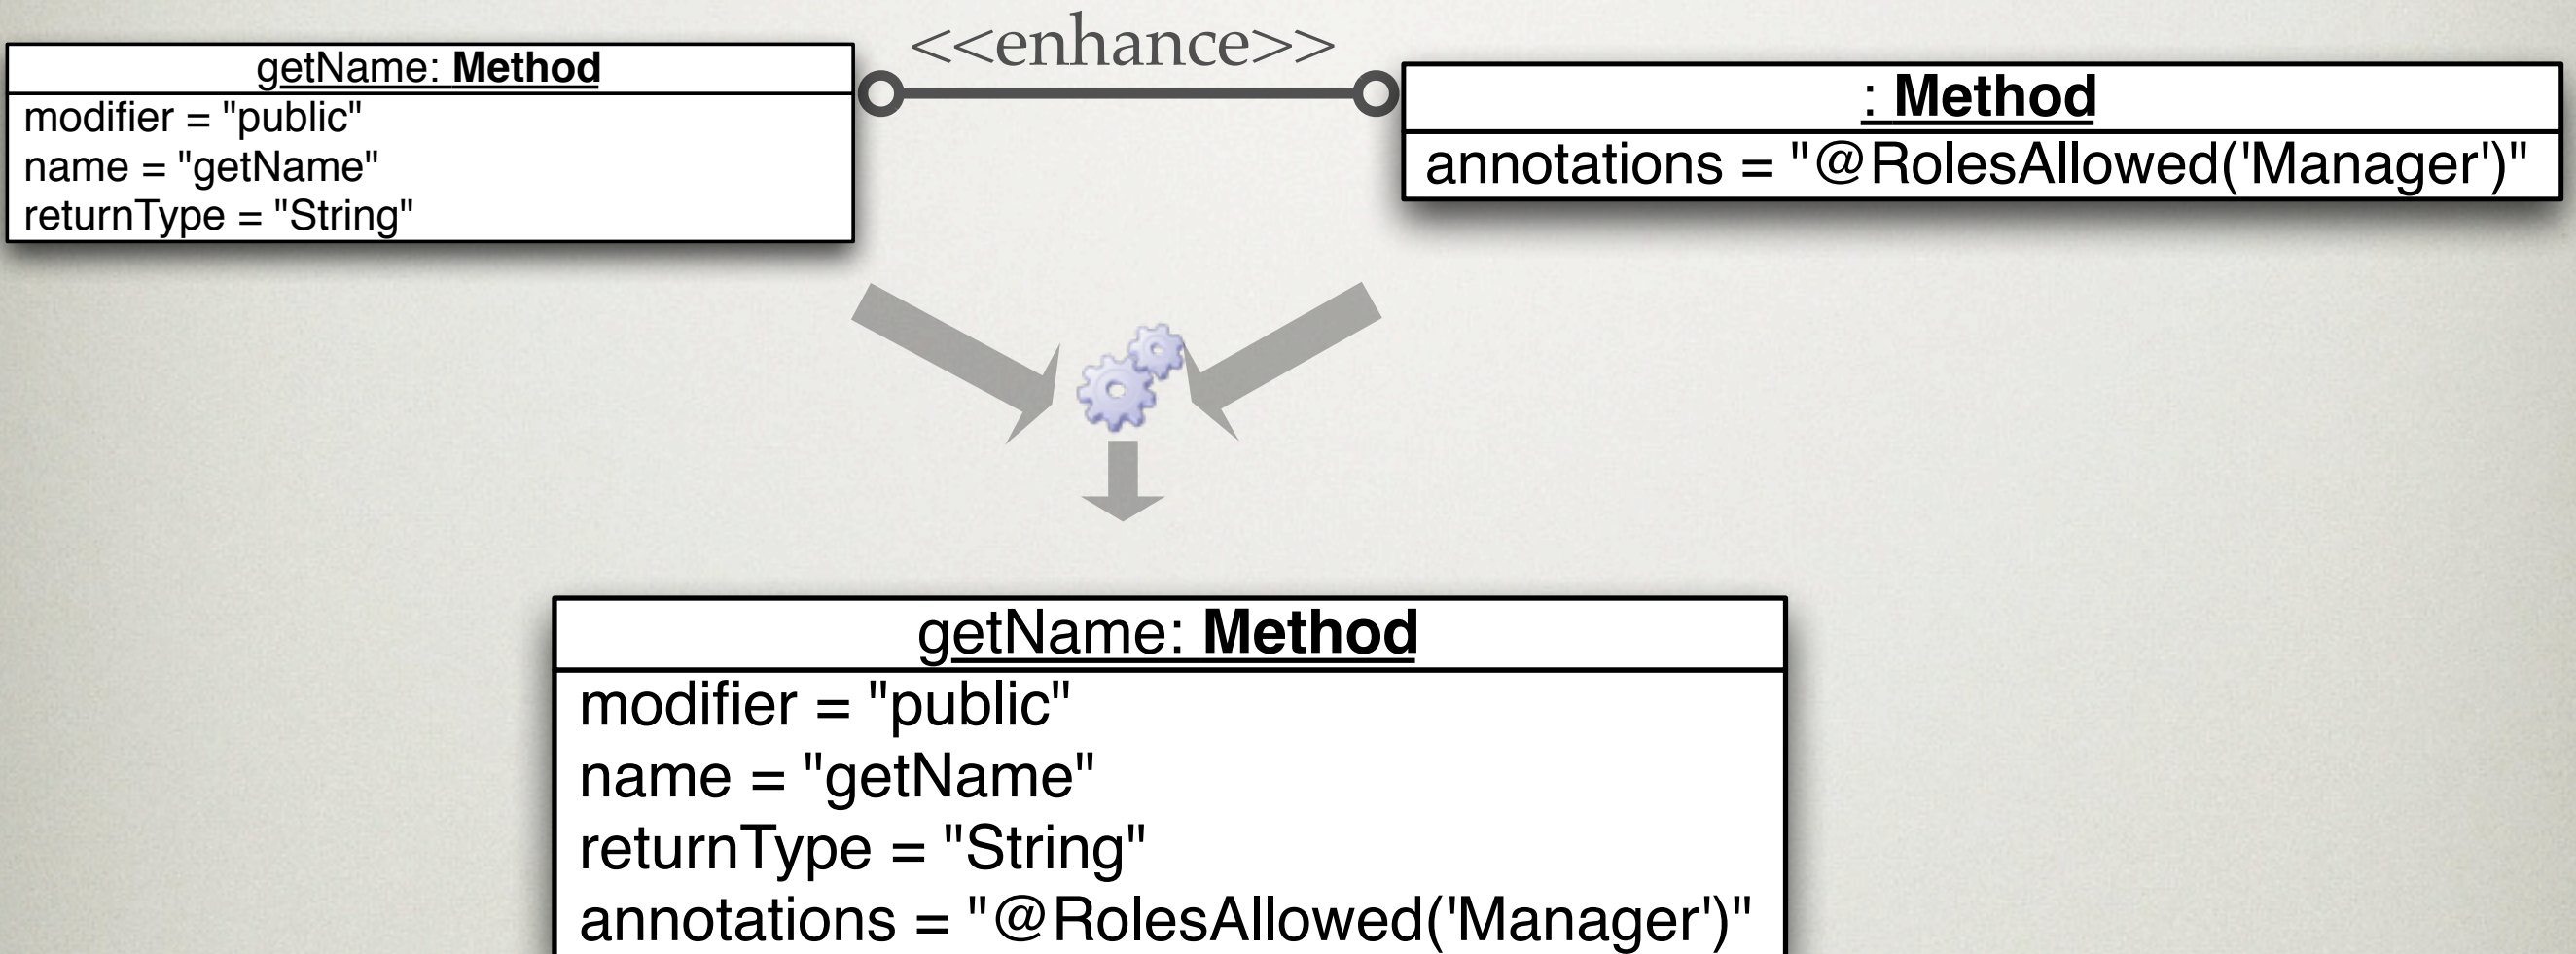 <<enhance>>
getName: Method
modifier = "public"
name = "getName"
returnType = "String"
: Method
annotations = "@RolesAllowed('Manager')"
getName: Method
modifier = "public"
name = "getName"
returnType = "String"
annotations = "@RolesAllowed('Manager')"